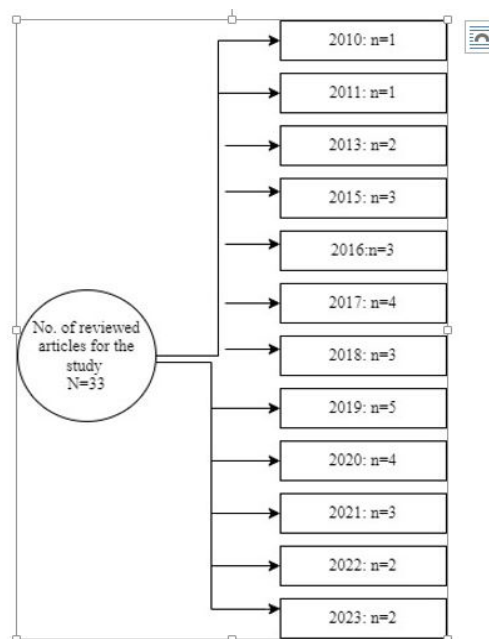 2010: n=1
2011: n=1
2013: n=2
2015: n=3
2016:n=3
2017: n=4
No. of reviewed
articles for the
study
N=33
2018: n=3
2019: n=5
2020: n=4
2021: n=3
2022: n=2
2023: n=2